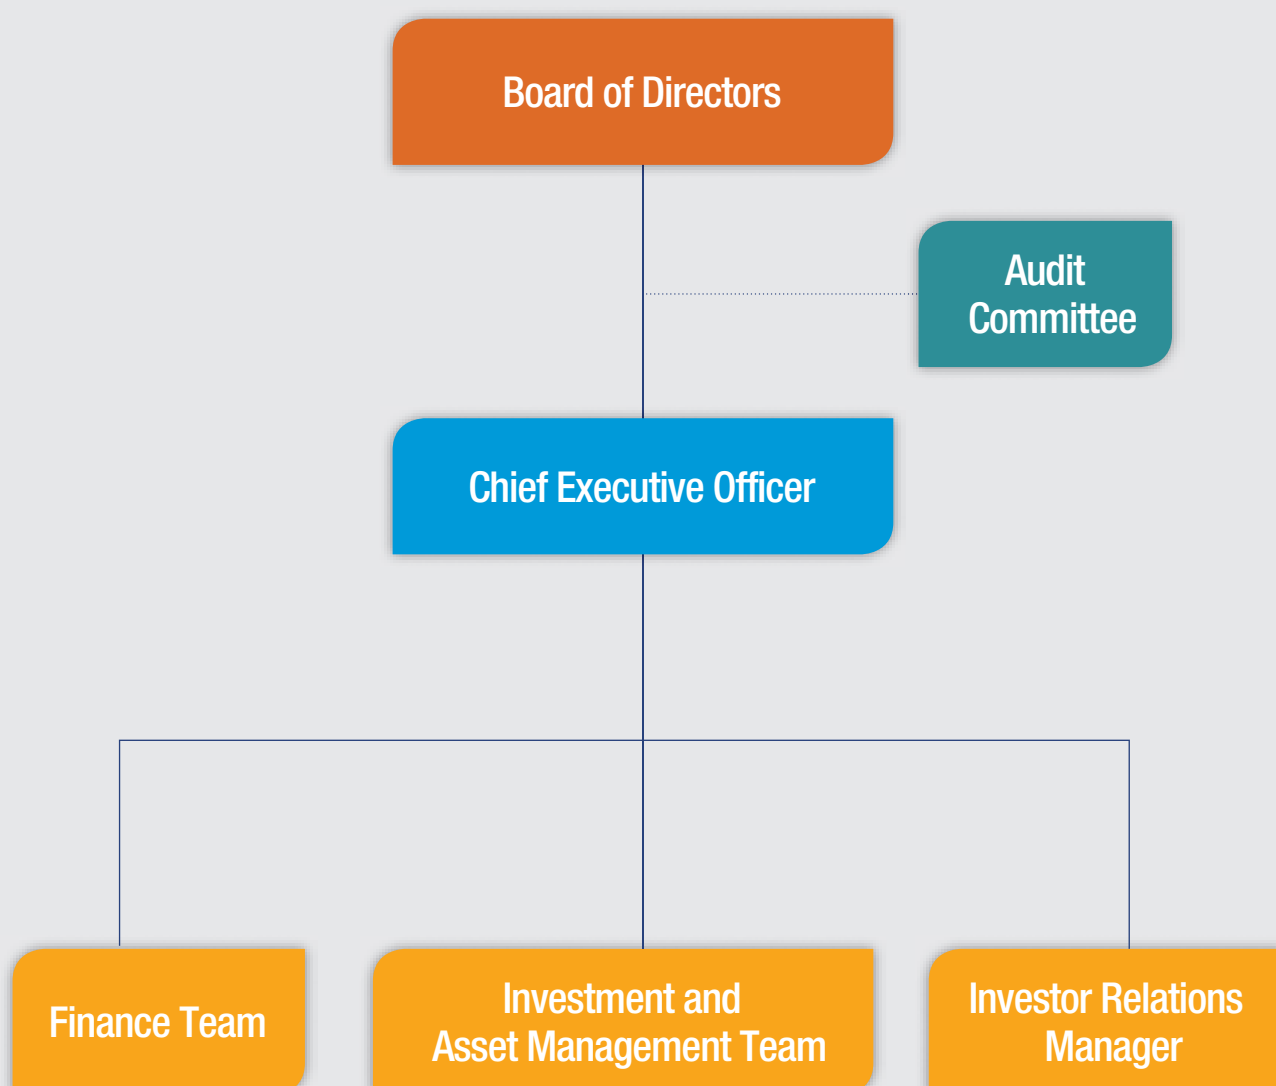 Board of Directors
Audit
Committee
Chief Executive Officer
Finance Team
Investment and
Asset Management Team
Investor Relations
Manager